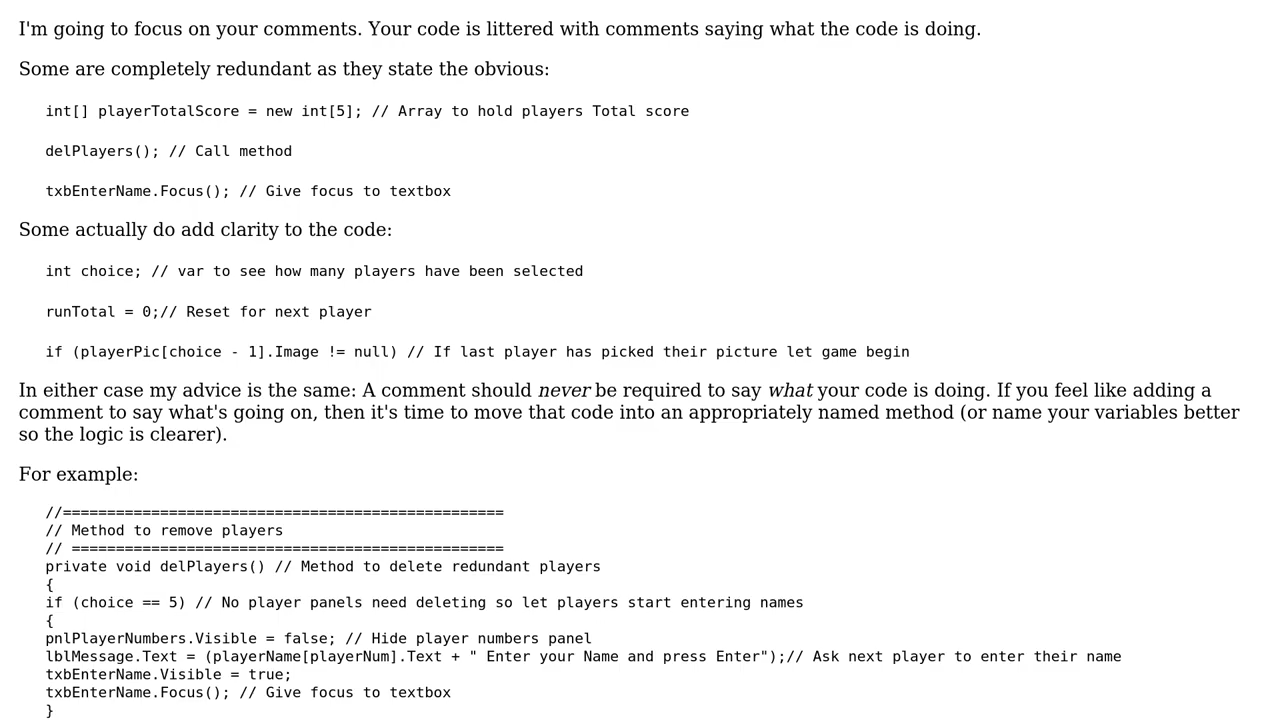 I'm going to focus on your comments. Your code is littered with comments saying what the code is doing.
Some are completely redundant as they state the obvious:
int[] playerTotalScore = new int[5]; // Array to hold players Total score
delPlayers(); // Call method
txbEnterName.Focus(); // Give focus to textbox
Some actually do add clarity to the code:
int choice; // var to see how many players have been selected
runTotal = 0;// Reset for next player
if (playerPic[choice - 1].Image != null) // If last player has picked their picture let game begin
In either case my advice is the same: A comment should never be required to say what your code is doing. If you feel like adding a
comment to say what's going on, then it's time to move that code into an appropriately named method (or name your variables better
so the logic is clearer).
For example:
//==================================================
// Method to remove players
// =================================================
private void delPlayers() // Method to delete redundant players
{
if (choice == 5) // No player panels need deleting so let players start entering names
{
pnlPlayerNumbers.Visible = false; // Hide player numbers panel
lblMessage.Text = (playerName[playerNum].Text + " Enter your Name and press Enter");// Ask next player to enter their name
txbEnterName.Visible = true;
txbEnterName.Focus(); // Give focus to textbox
}